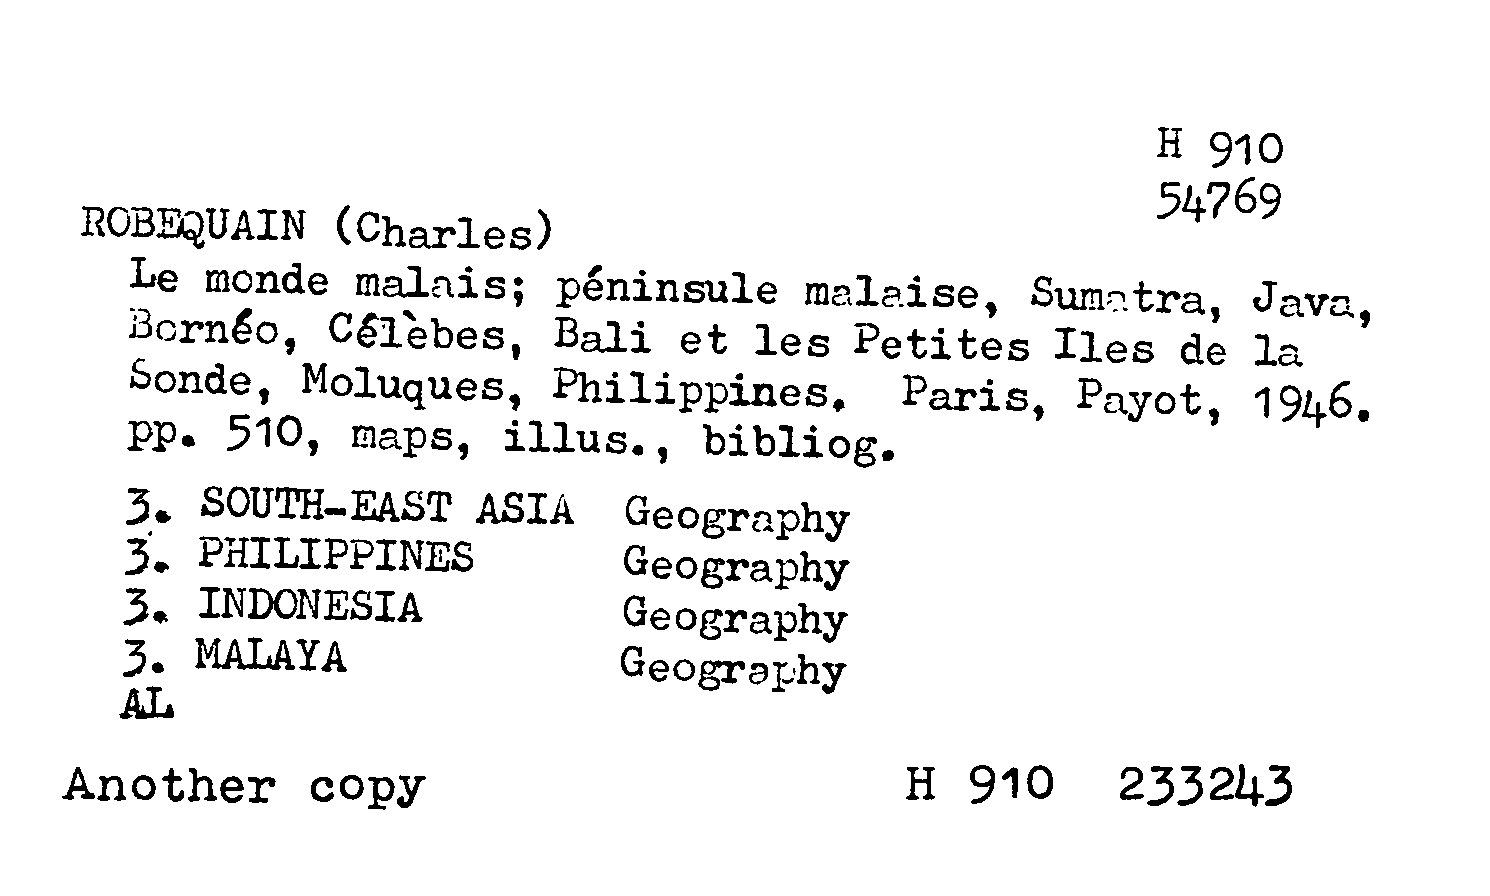 H 910
54769
ROBEQUAIN (Charles)
Le monde malais; péninsule malaise, Sumatra, Java,
Bornéo, Célèbes, Bali et les Petites Iles de la
Sonde, Moluques, Philippines. Paris, Payot, 1946.
pp. 510, maps, illus., bibliog.
3. SOUTH-EAST ASIA Geography
3. PHILIPPINES Geography
3. INDONESIA Geography
3. MALAYA Geography
AL
Another copy H 910 233243